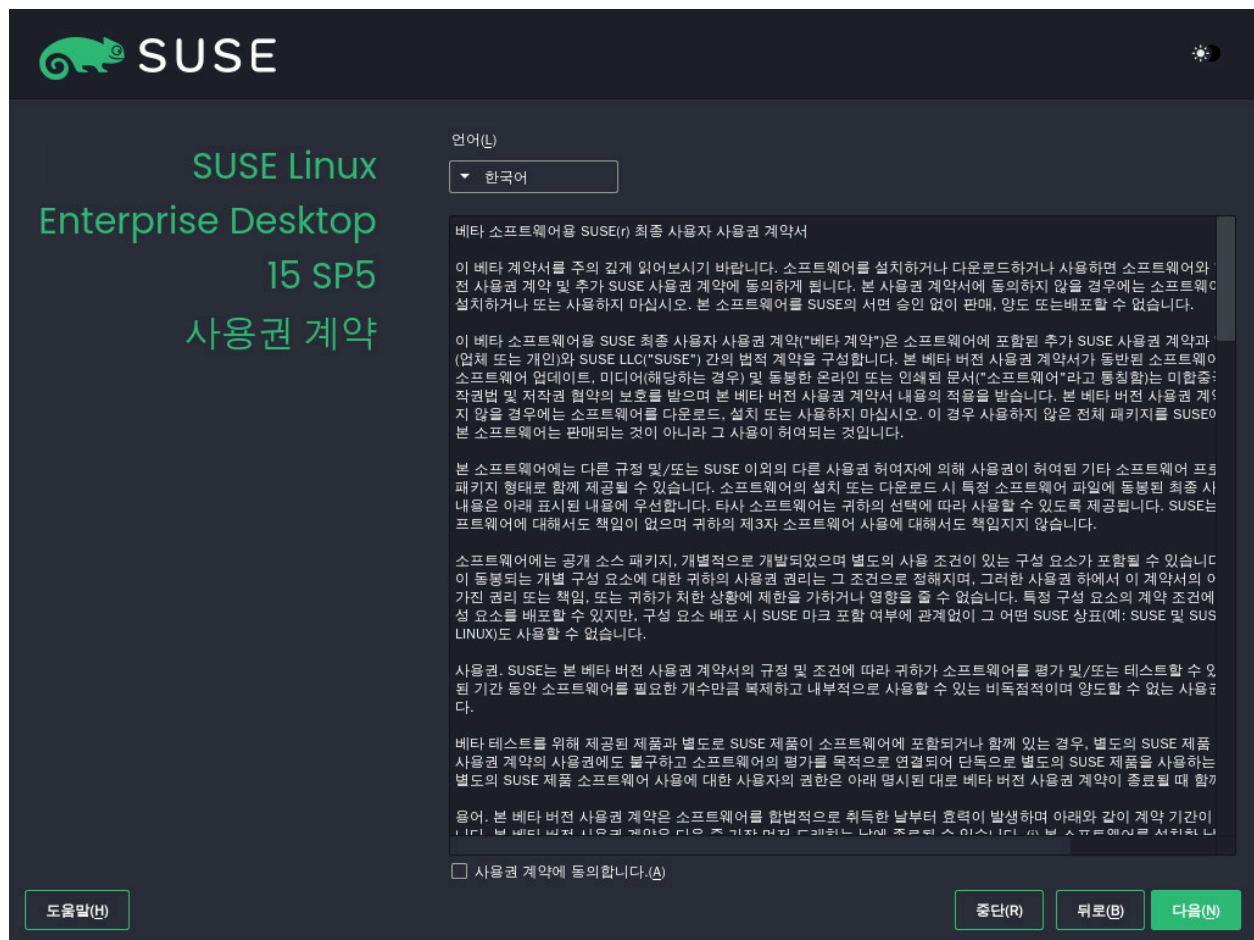 SUSE
SUSE Linux
Enterprise Desktop
15 SP5
사용권 계약
언어(L)
한국어
베타 소프트웨어용 SUSE(r) 최종 사용자 사용권 계약서
이 베타 계약서를 주의 깊게 읽어보시기 바랍니다. 소프트웨어를 설치하거나 다운로드하거나 사용하면 소프트웨어와
전 사용권 계약 및 추가 SUSE 사용권 계약에 동의하게 됩니다. 본 사용권 계약서에 동의하지 않을 경우에는
설치하거나 또는 사용하지 마십시오. 본 소프트웨어를 SUSE의 서면 승인 없이 판매, 양도 또는배포할 수 없습니다.
이 베타 소프트웨어용 SUSE 최종 사용자 사용권 계약("베타 계약")은 소프트웨어에 포함된 추가 SUSE 사용권 계약과
(업체 또는 개인)와 SUSE LLC("SUSE") 간의 법적 계약을 구성합니다. 본 베타 버전 사용권 계약서가 동반된
소프트웨어 업데이트, 미디어(해당하는 경우) 및 동봉한 온라인 또는 인쇄된 문서("소프트웨어"라고 통칭함)는
작권법 및 저작권 협약의 보호를 받으며 본 베타 버전 사용권 계약서 내용의 적용을 받습니다. 본 베타 버전 사용권
지 않을 경우에는 소프트웨어를 다운로드, 설치 또는 사용하지 마십시오. 이 경우 사용하지 않은 전체 패키지를
본 소프트웨어는 판매되는 것이 아니라 그 사용이 허여되는 것입니다.
본 소프트웨어에는 다른 규정 및/또는 SUSE 이외의 다른 사용권 허여자에 의해 사용권이 허여된 기타 소프트웨어
패키지 형태로 함께 제공될 수 있습니다. 소프트웨어의 설치 또는 다운로드 시 특정 소프트웨어 파일에 동봉된 최종
내용은 아래 표시된 내용에 우선합니다. 타사 소프트웨어는 귀하의 선택에 따라 사용할 수 있도록 제공됩니다. SUSE는
프트웨어에 대해서도 책임이 없으며 귀하의 제3자 소프트웨어 사용에 대해서도 책임지지 않습니다.
소프트웨어에는 공개 소스 패키지, 개별적으로 개발되었으며 별도의 사용 조건이 있는 구성 요소가 포함될 수
이 동봉되는 개별 구성 요소에 대한 귀하의 사용권 권리는 그 조건으로 정해지며, 그러한 사용권 하에서 이 계약서의
가진 권리 또는 책임, 또는 귀하가 처한 상황에 제한을 가하거나 영향을 줄 수 없습니다. 특정 구성 요소의 계약 조건에
성 요소를 배포할 수 있지만, 구성 요소 배포 시 SUSE 마크 포함 여부에 관계없이 그 어떤 SUSE 상표(예: SUSE 및
LINUX)도 사용할 수 없습니다.
사용권. SUSE는 본 베타 버전 사용권 계약서의 규정 및 조건에 따라 귀하가 소프트웨어를 평가 및/또는 테스트할 수
된 기간 동안 소프트웨어를 필요한 개수만큼 복제하고 내부적으로 사용할 수 있는 비독점적이며 양도할 수 없는
다.
베타 테스트를 위해 제공된 제품과 별도로 SUSE 제품이 소프트웨어에 포함되거나 함께 있는 경우, 별도의 SUSE 제품
사용권 계약의 사용권에도 불구하고 소프트웨어의 평가를 목적으로 연결되어 단독으로 별도의 SUSE 제품을 사용하는
별도의 SUSE 제품 소프트웨어 사용에 대한 사용자의 권한은 아래 명시된 대로 베타 버전 사용권 계약이 종료될 때
용어. 본 베타 버전 사용권 계약은 소프트웨어를 합법적으로 취득한 날부터 효력이 발생하며 아래와 같이 계약 기간이
사용권 계약에 동의합니다.(A)
도움말(H)
중단(R)
뒤로(B)
다음(N)